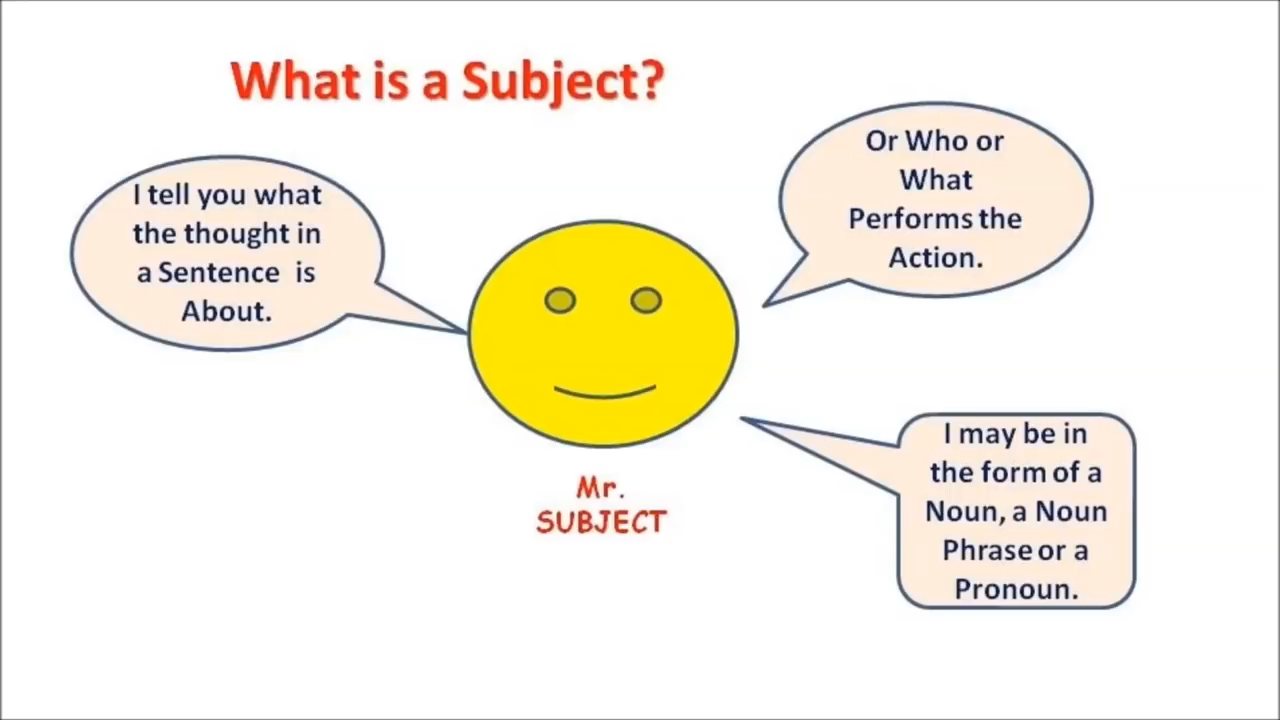 What is a Subject?
I tell you what
the thought in
a Sentence is
About.
Or Who or
What
Performs the
Action.
Mr.
SUBJECT
I may be in
the form of a
Noun, a Noun
Phrase or a
Pronoun.